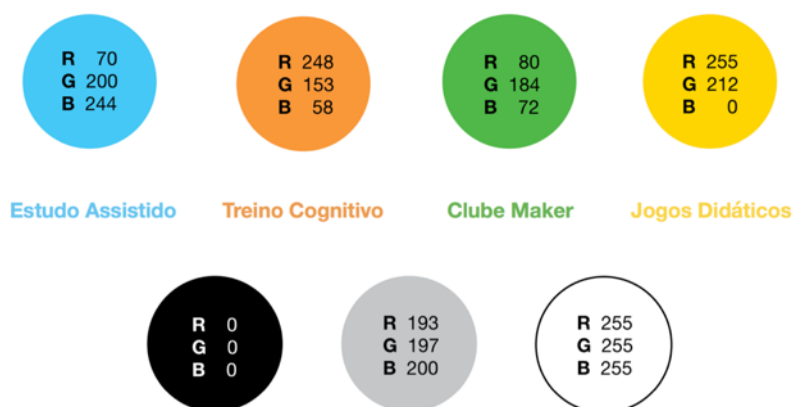 R 70
G 200
B 244
R 248
G 153
B 58
R 80
G 184
B 72
R 255
G 212
B 0
Estudo Assistido
Treino Cognitivo
Clube Maker
Jogos Didáticos
R 0
G 0
B 0
R 193
G 197
B 200
R 255
G 255
B 255